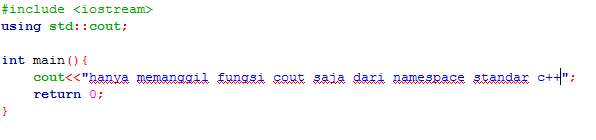 #include <iostream>
using std::cout;
int main(){
cout<<"hanya memanggil fungsi cout saja dari namespace standar c++";
return 0;
}